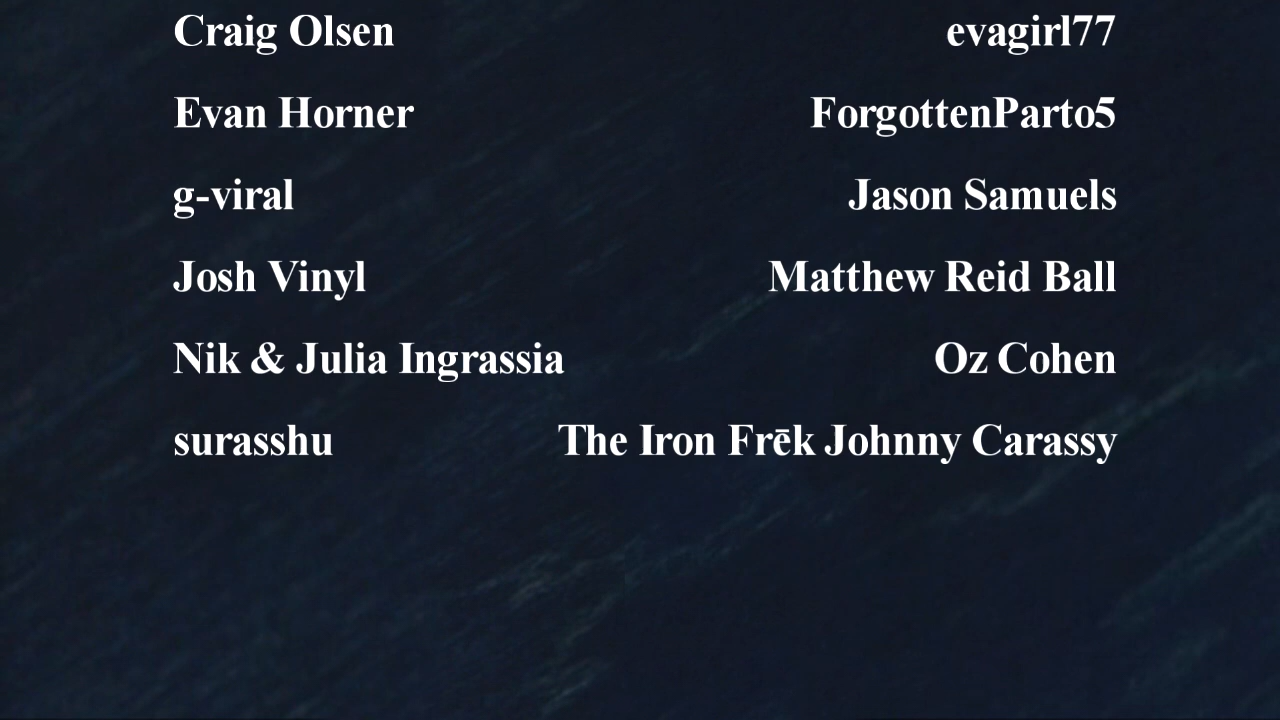 Craig Olsen evagirl77
Evan Horner ForgottenParto5
g-viral Jason Samuels
Josh Vinyl Matthew Reid Ball
Nik & Julia Ingrassia Oz Cohen
surasshu The Iron Frēk Johnny Carassy